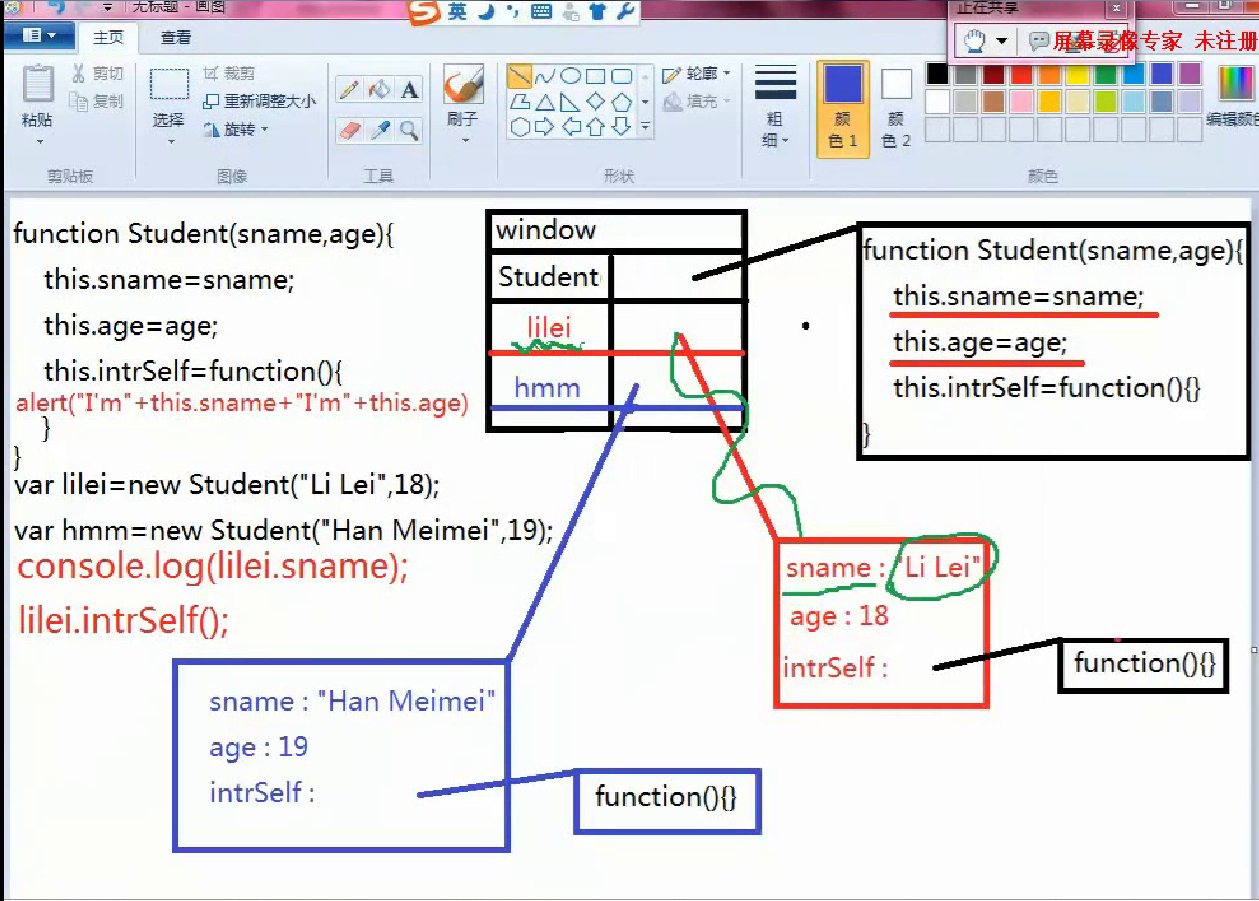 无标题 - 画图
英
正在共享
主页
查看
屏幕录像专家 未注册
剪切
裁剪
轮廓
复制
重新调整大小
填充
粘贴
选择
旋转
刷子
粗细
颜色 1
颜色 2
编辑颜色
剪贴板
图像
工具
形状
颜色
function Student(sname,age){
this.sname=sname;
this.age=age;
this.intrSelf=function(){
alert("I'm"+this.sname+"I'm"+this.age)
}
}
var lilei=new Student("Li Lei",18);
var hmm=new Student("Han Meimei",19);
console.log(lilei.sname);
lilei.intrSelf();
window
Student
lilei
hmm
function Student(sname,age){
this.sname=sname;
this.age=age;
this.intrSelf=function(){}
}
sname : "Li Lei"
age : 18
intrSelf :
function(){}
sname : "Han Meimei"
age : 19
intrSelf :
function(){}